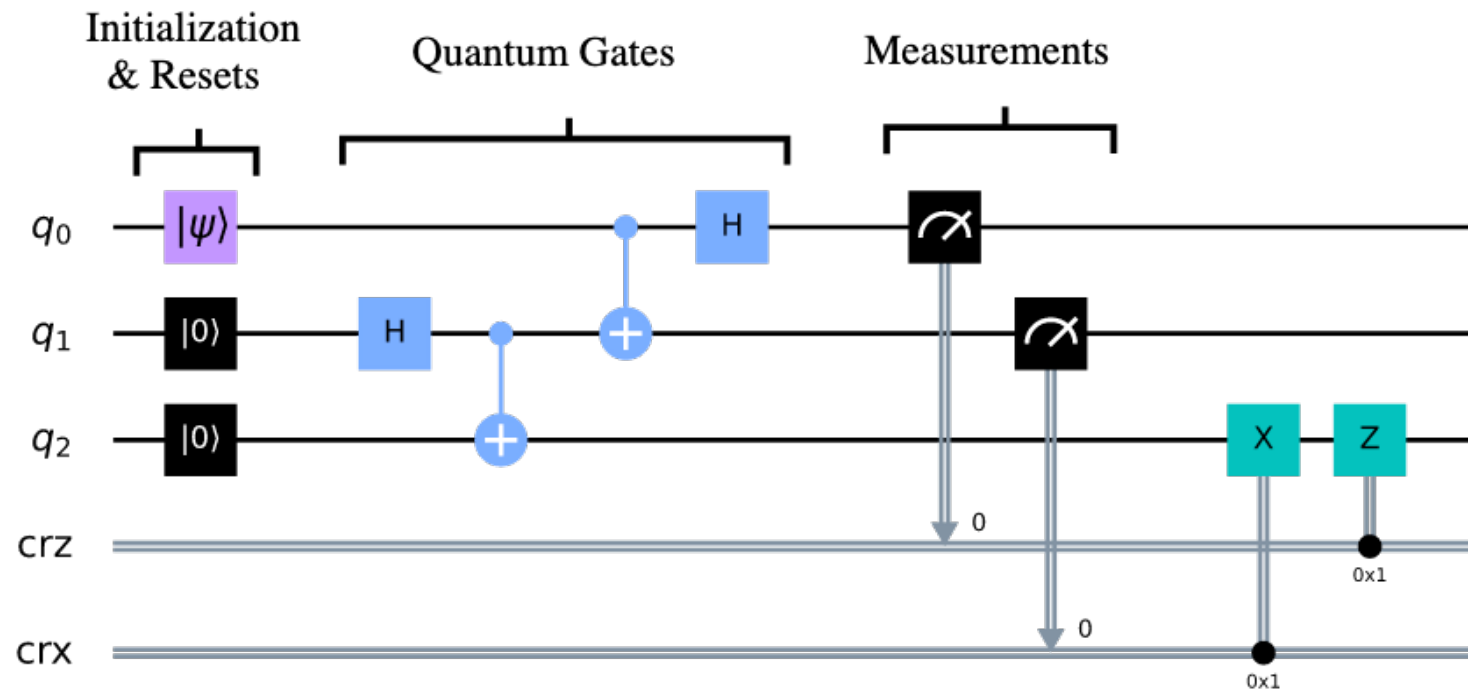 Initialization
& Resets
Quantum Gates
Measurements
q₀
|ψ⟩
H
q₁
|0⟩
H
q₂
|0⟩
X
Z
crz
0
0x1
crx
0
0x1